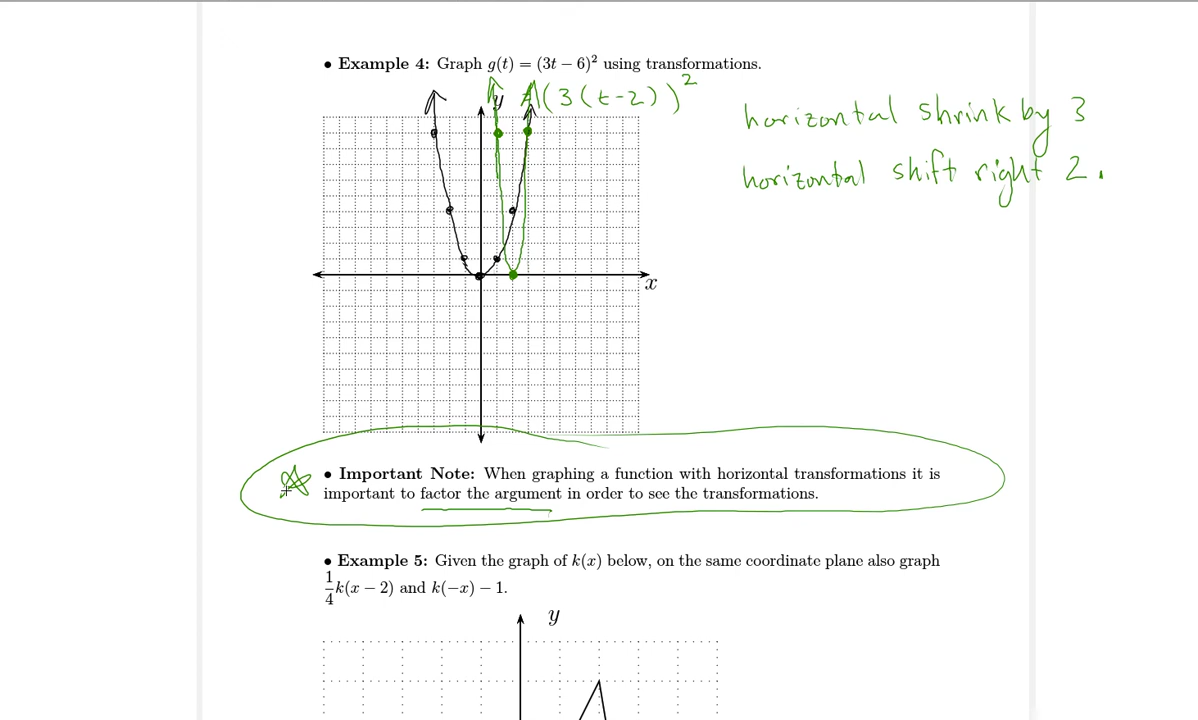 • Example 4: Graph g(t) = (3t − 6)² using transformations.
y
(3(t-2))²
horizontal shrink by 3
horizontal shift right 2.
x
• Important Note: When graphing a function with horizontal transformations it is
important to factor the argument in order to see the transformations.
• Example 5: Given the graph of k(x) below, on the same coordinate plane also graph
1/4 k(x − 2) and k(−x) − 1.
y